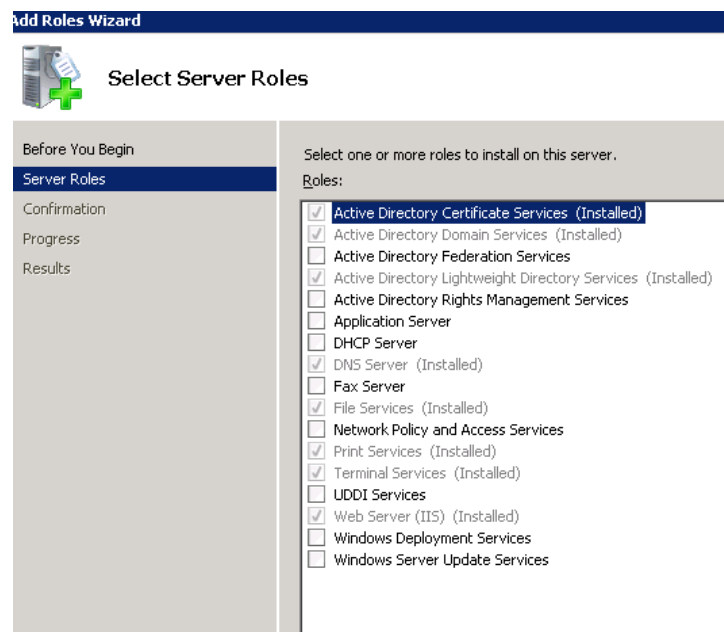 Add Roles Wizard
Select Server Roles
Before You Begin
Server Roles
Confirmation
Progress
Results
Select one or more roles to install on this server.
Roles:
Active Directory Certificate Services (Installed)
Active Directory Domain Services (Installed)
Active Directory Federation Services
Active Directory Lightweight Directory Services (Installed)
Active Directory Rights Management Services
Application Server
DHCP Server
DNS Server (Installed)
Fax Server
File Services (Installed)
Network Policy and Access Services
Print Services (Installed)
Terminal Services (Installed)
UDDI Services
Web Server (IIS) (Installed)
Windows Deployment Services
Windows Server Update Services